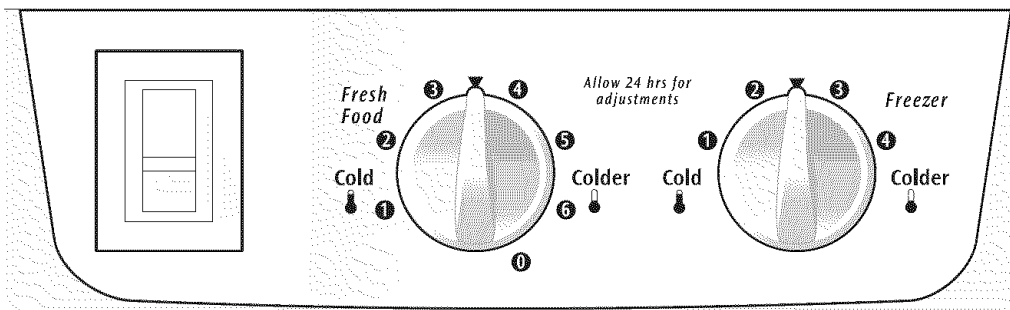 Fresh
Food
Allow 24 hrs for
adjustments
Freezer
3
4
2
5
Cold
Colder
1
6
0
2
3
1
4
Cold
Colder